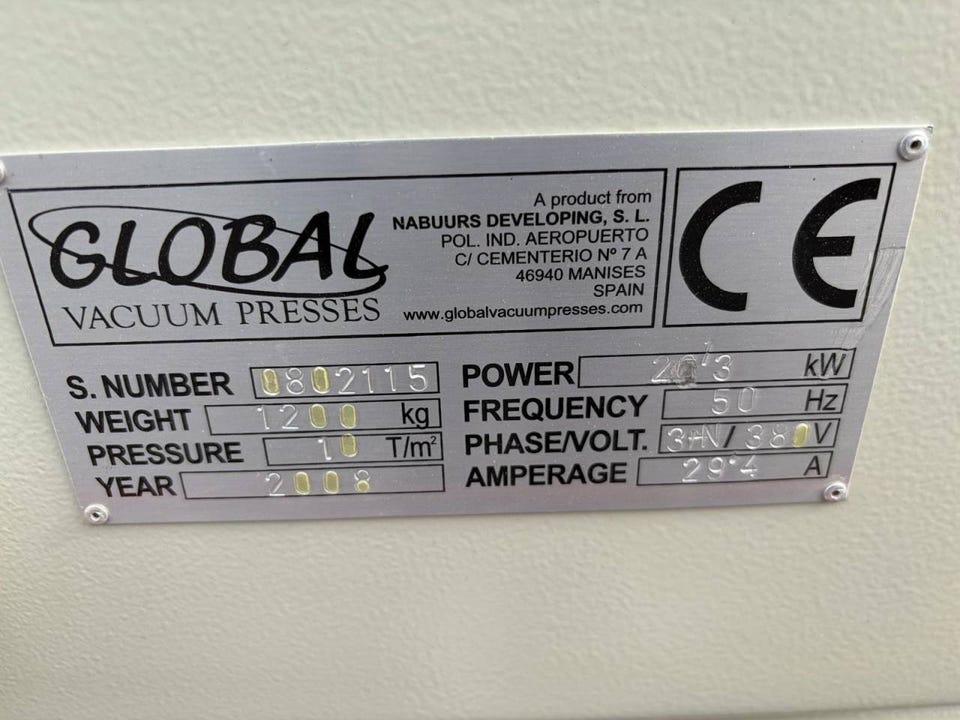 GLOBAL
VACUUM PRESSES
A product from
NABUURS DEVELOPING, S. L.
POL. IND. AEROPUERTO
C/ CEMENTERIO Nº 7 A
46940 MANISES
SPAIN
www.globalvacuumpresses.com
CE
S. NUMBER 0802115
WEIGHT 1200 kg
PRESSURE 10 T/m²
YEAR 2008
POWER kW
FREQUENCY 50 Hz
PHASE/VOLT. 3+N/380V
AMPERAGE 29'4 A